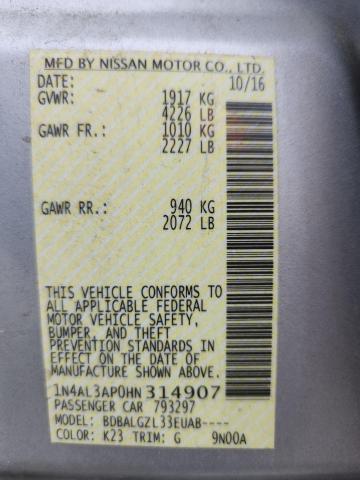 MFD BY NISSAN MOTOR CO., LTD.
DATE: 10/16
GVWR: 1917 KG
4226 LB
GAWR FR.: 1010 KG
2227 LB
GAWR RR.: 940 KG
2072 LB
THIS VEHICLE CONFORMS TO
ALL APPLICABLE FEDERAL
MOTOR VEHICLE SAFETY,
BUMPER, AND THEFT
PREVENTION STANDARDS IN
EFFECT ON THE DATE OF
MANUFACTURE SHOWN ABOVE.
1N4AL3AP0HN314907
PASSENGER CAR 793297
MODEL: BDBALGZL33EUAB----
COLOR: K23 TRIM: G 9N00A